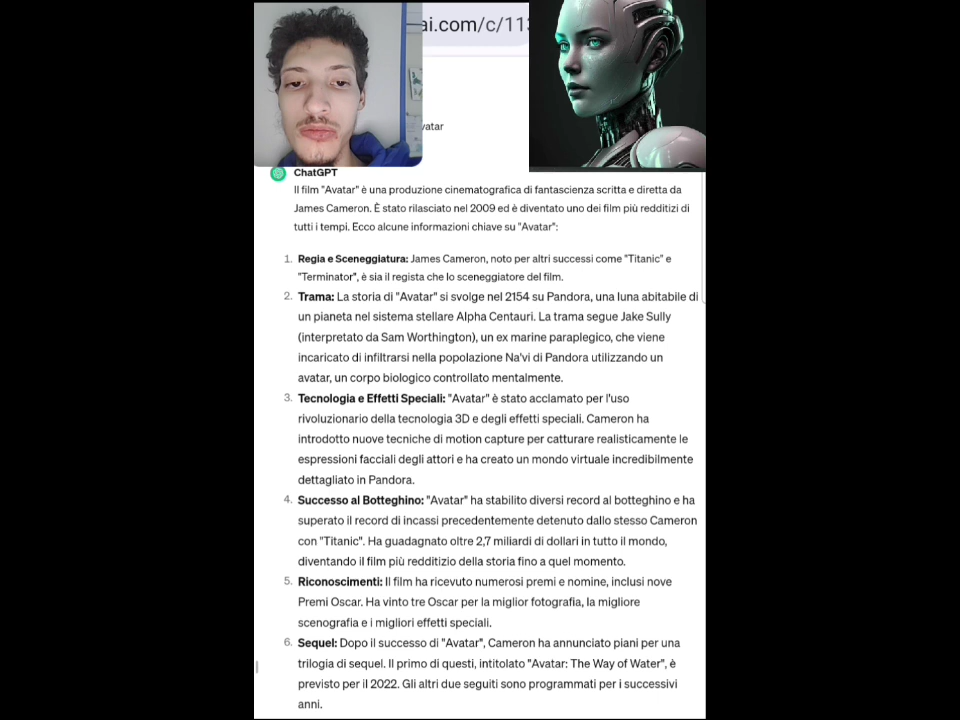 ai.com/c/113
vatar
ChatGPT
Il film "Avatar" è una produzione cinematografica di fantascienza scritta e diretta da
James Cameron. È stato rilasciato nel 2009 ed è diventato uno dei film più redditizi di
tutti i tempi. Ecco alcune informazioni chiave su "Avatar":
1. Regia e Sceneggiatura: James Cameron, noto per altri successi come "Titanic" e
"Terminator", è sia il regista che lo sceneggiatore del film.
2. Trama: La storia di "Avatar" si svolge nel 2154 su Pandora, una luna abitabile di
un pianeta nel sistema stellare Alpha Centauri. La trama segue Jake Sully
(interpretato da Sam Worthington), un ex marine paraplegico, che viene
incaricato di infiltrarsi nella popolazione Na'vi di Pandora utilizzando un
avatar, un corpo biologico controllato mentalmente.
3. Tecnologia e Effetti Speciali: "Avatar" è stato acclamato per l'uso
rivoluzionario della tecnologia 3D e degli effetti speciali. Cameron ha
introdotto nuove tecniche di motion capture per catturare realisticamente le
espressioni facciali degli attori e ha creato un mondo virtuale incredibilmente
dettagliato in Pandora.
4. Successo al Botteghino: "Avatar" ha stabilito diversi record al botteghino e ha
superato il record di incassi precedentemente detenuto dallo stesso Cameron
con "Titanic". Ha guadagnato oltre 2,7 miliardi di dollari in tutto il mondo,
diventando il film più redditizio della storia fino a quel momento.
5. Riconoscimenti: Il film ha ricevuto numerosi premi e nomine, inclusi nove
Premi Oscar. Ha vinto tre Oscar per la miglior fotografia, la migliore
scenografia e i migliori effetti speciali.
6. Sequel: Dopo il successo di "Avatar", Cameron ha annunciato piani per una
trilogia di sequel. Il primo di questi, intitolato "Avatar: The Way of Water", è
previsto per il 2022. Gli altri due seguiti sono programmati per i successivi
anni.